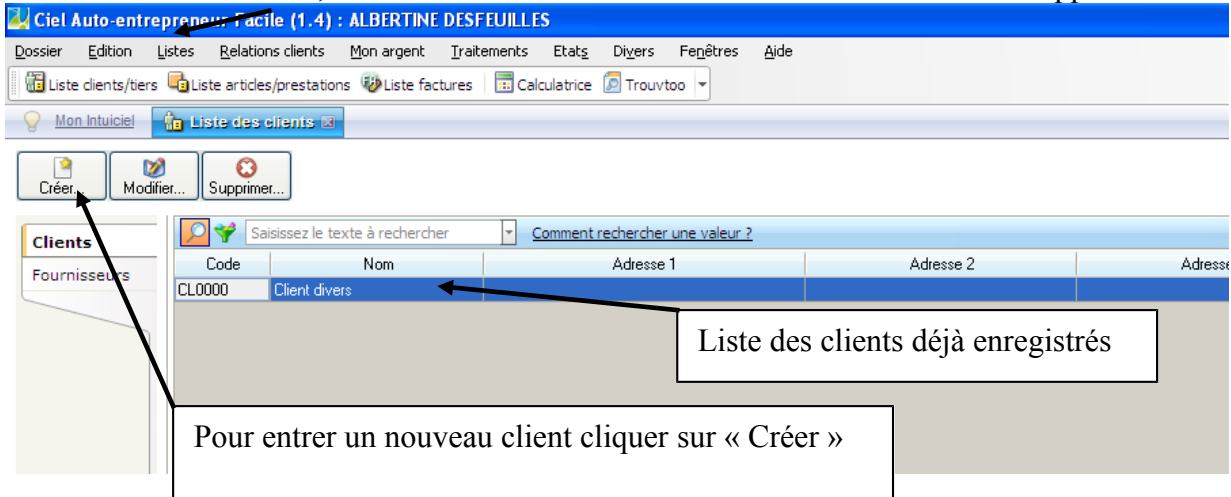 Ciel Auto-entrepreneur Facile (1.4) : ALBERTINE DESFEUILLES
Dossier Edition Listes Relations clients Mon argent Traitements Etats Divers Fenêtres Aide
Liste clients/tiers Liste articles/prestations Liste factures Calculatrice Trouvtoo
Mon Intuiciel Liste des clients
Créer... Modifier... Supprimer...
Clients
Fournisseurs
Saisissez le texte à rechercher Comment rechercher une valeur ?
Code Nom Adresse 1 Adresse 2 Adresse
CL0000 Client divers
Liste des clients déjà enregistrés
Pour entrer un nouveau client cliquer sur « Créer »